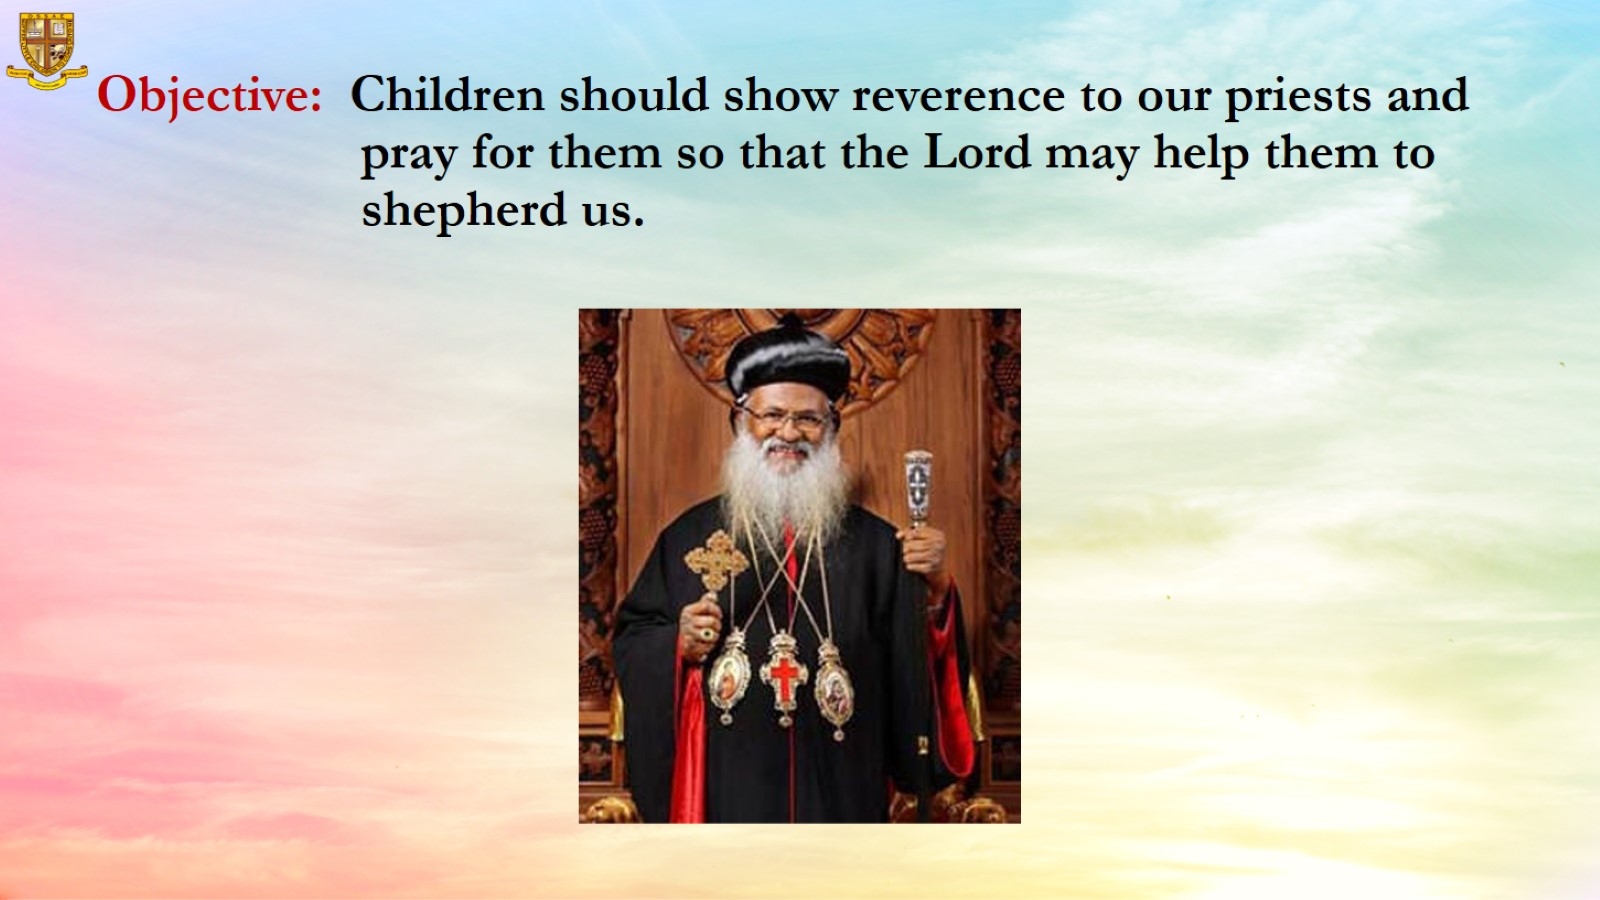 O.S.S.A.E
Objective: Children should show reverence to our priests and
pray for them so that the Lord may help them to
shepherd us.